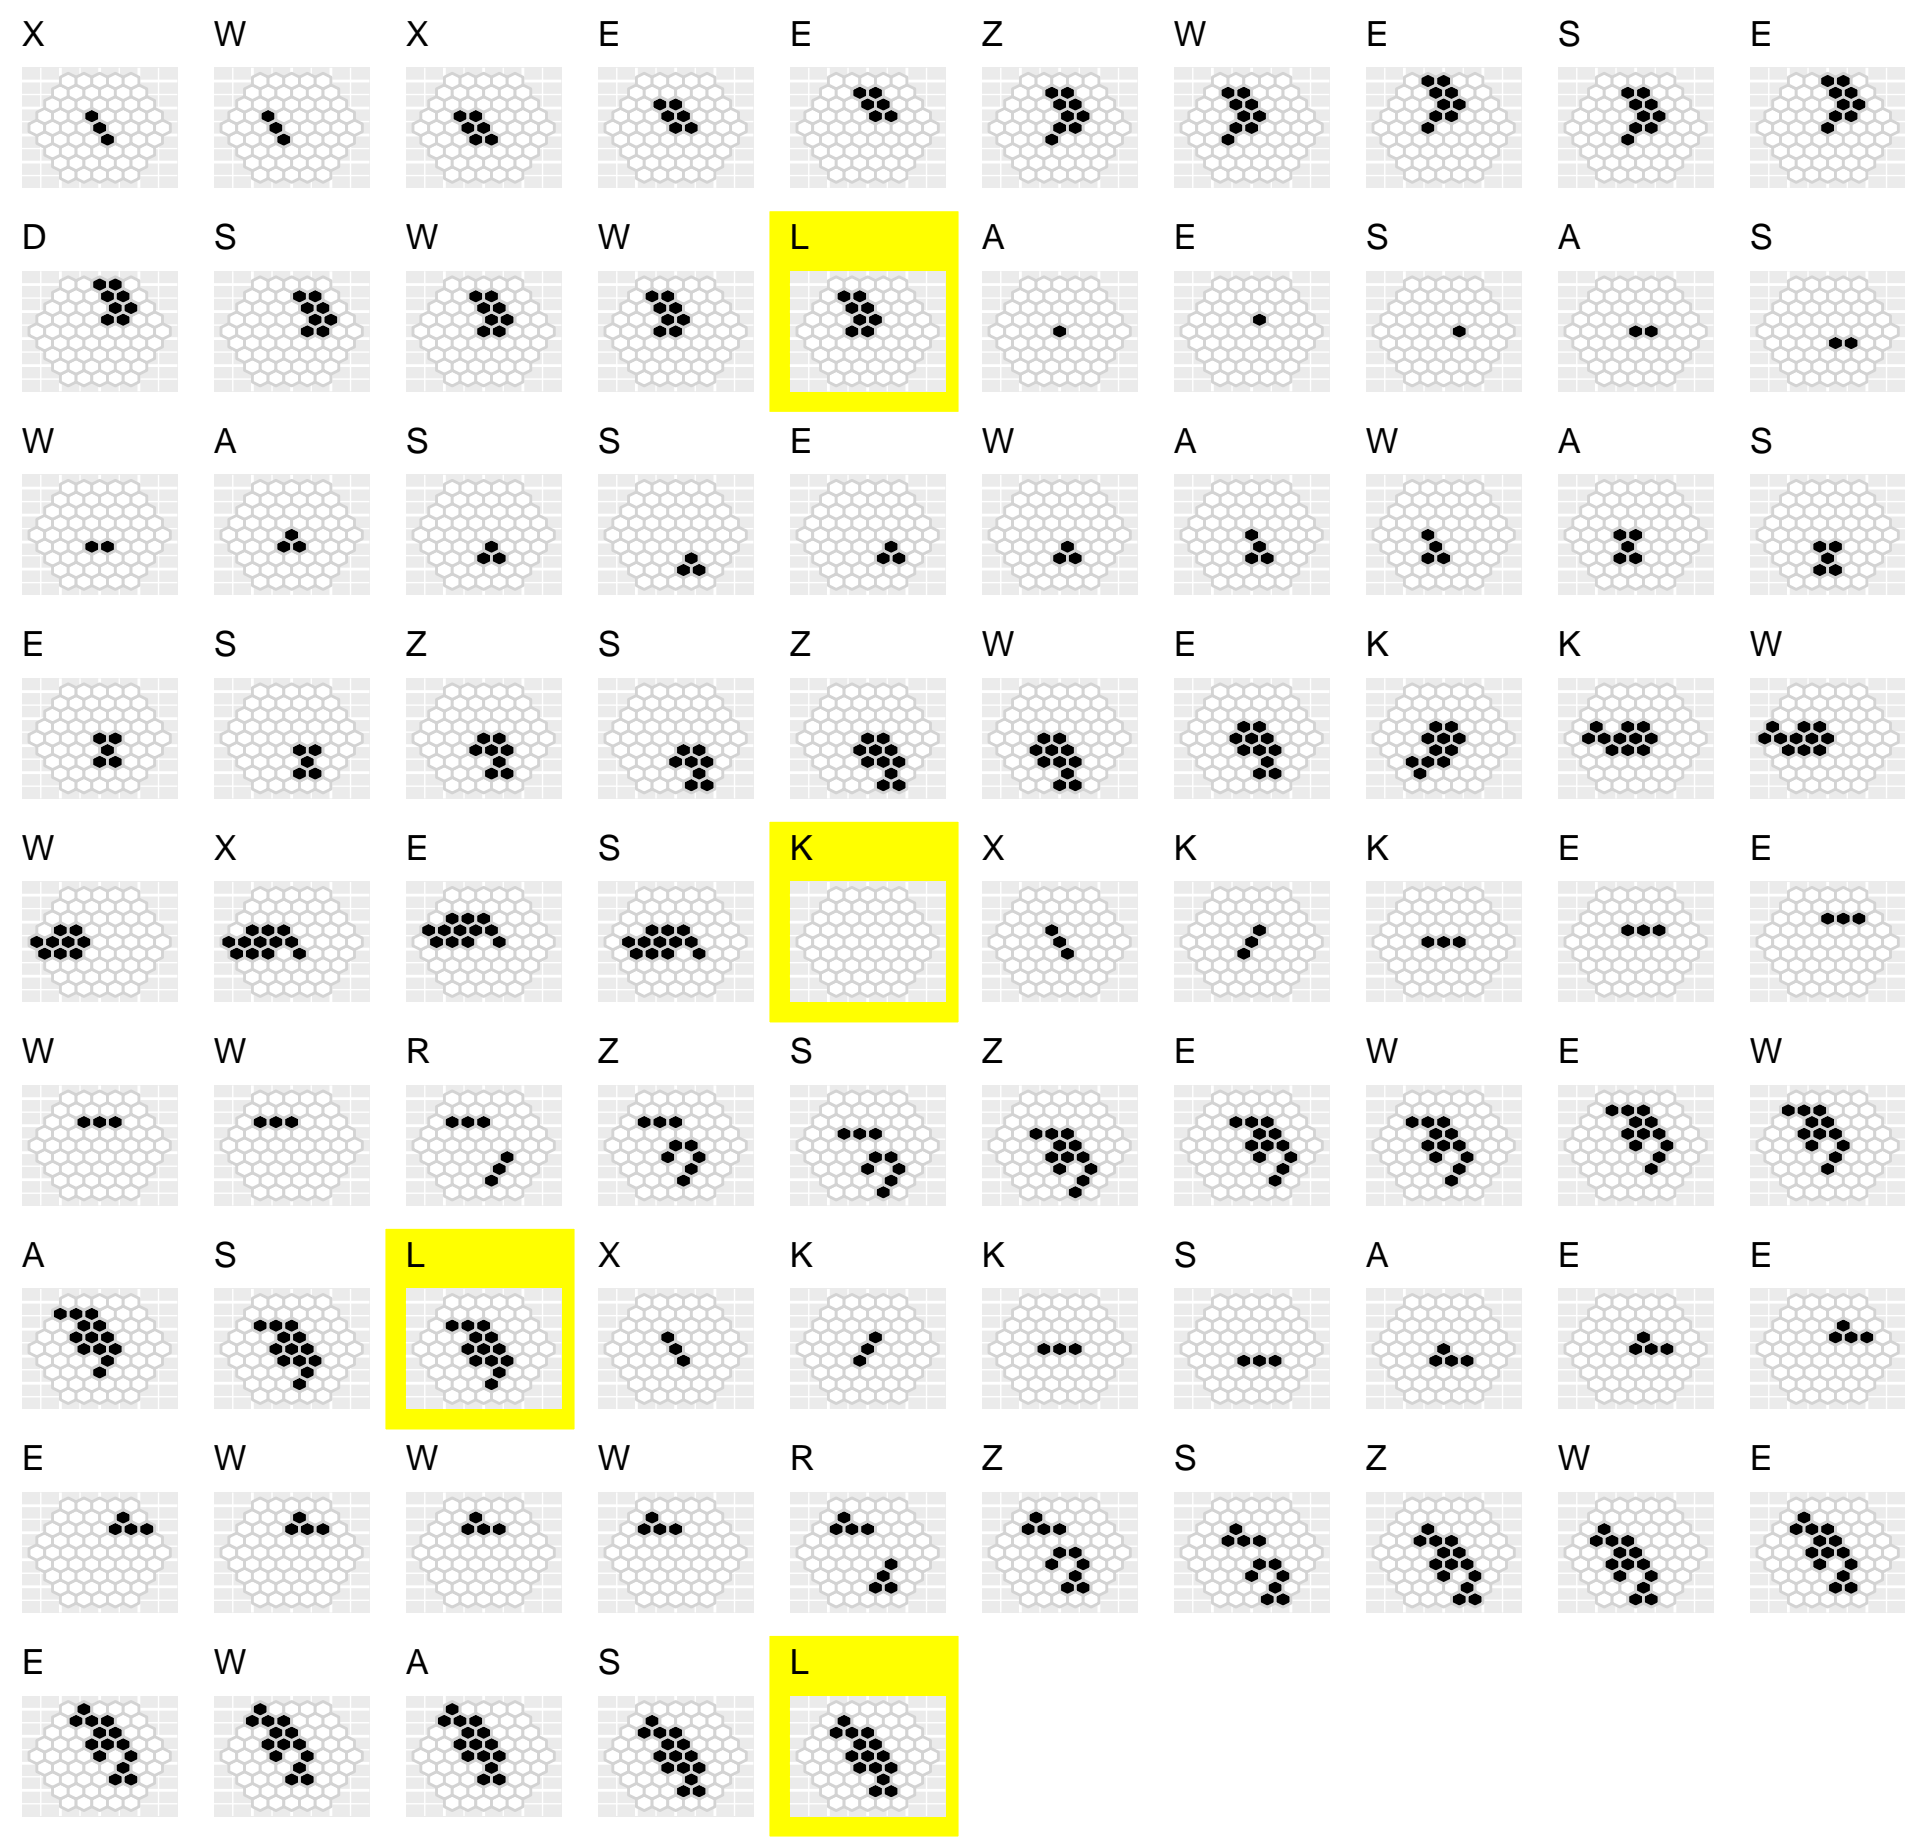 X W X E E Z W E S E
D S W W L A E S A S
W A S S E W A W A S
E S Z S Z W E K K W
W X E S K X K K E E
W W R Z S Z E W E W
A S L X K K S A E E
E W W W R Z S Z W E
E W A S L